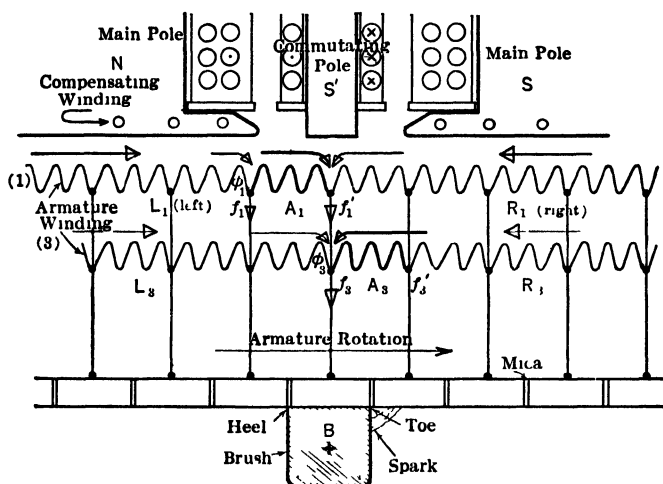 Main Pole
N
Compensating
Winding
Commutating
Pole
S'
Main Pole
S
(1)
Armature
Winding
(3)
L1 (left)
ϕ1
f1
A1
f1'
R1 (right)
L3
ϕ3
f3
A3
f3'
R3
Armature Rotation
Mica
Heel
Brush
B
+
Toe
Spark